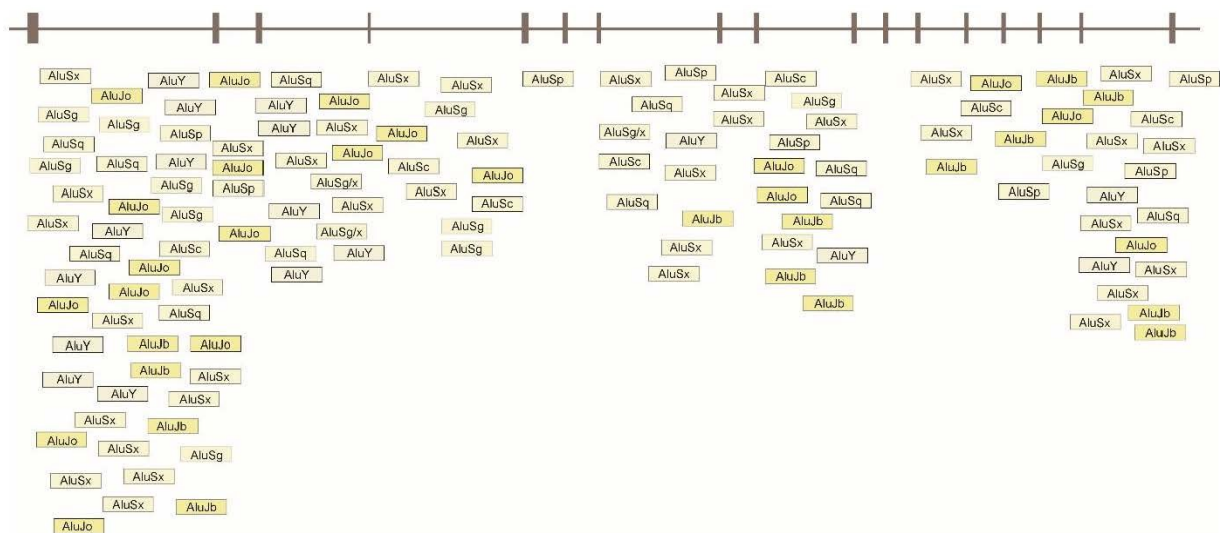 AluSx AluY AluJo AluSq AluSx AluSx AluSp AluSx AluSp AluSc AluSx AluJo AluJb AluSx AluSp
AluJo AluY AluY AluJo AluSg AluSq AluSx AluSg AluSc AluJb
AluSg AluSg AluSp AluY AluSx AluJo AluSg/x AluSx AluSx AluSx AluJo AluSc
AluSq AluSx AluJo AluSx AluY AluSp AluJb AluSx AluSx
AluSg AluSq AluY AluJo AluSx AluSc AluJo AluSc AluSx AluJo AluSq AluJb AluSg AluSp
AluSx AluSg AluSp AluSg/x AluSx AluSq AluJo AluSq AluSp AluY
AluJo AluSg AluY AluSx AluSc AluJb AluJb AluSq
AluSx AluY AluJo AluSg/x AluSg AluSx
AluSq AluSc AluSq AluY AluSg AluSx AluSx AluY AluJo
AluY AluJo AluY AluSx AluJb AluY AluSx
AluJo AluSx AluSx
AluJo AluSq AluJb AluJb
AluSx AluSx AluJb
AluY AluJb AluJo
AluY AluJb AluSx
AluY AluSx
AluSx AluJb
AluJo AluSx AluSg
AluSx AluSx
AluSx AluJb
AluJo